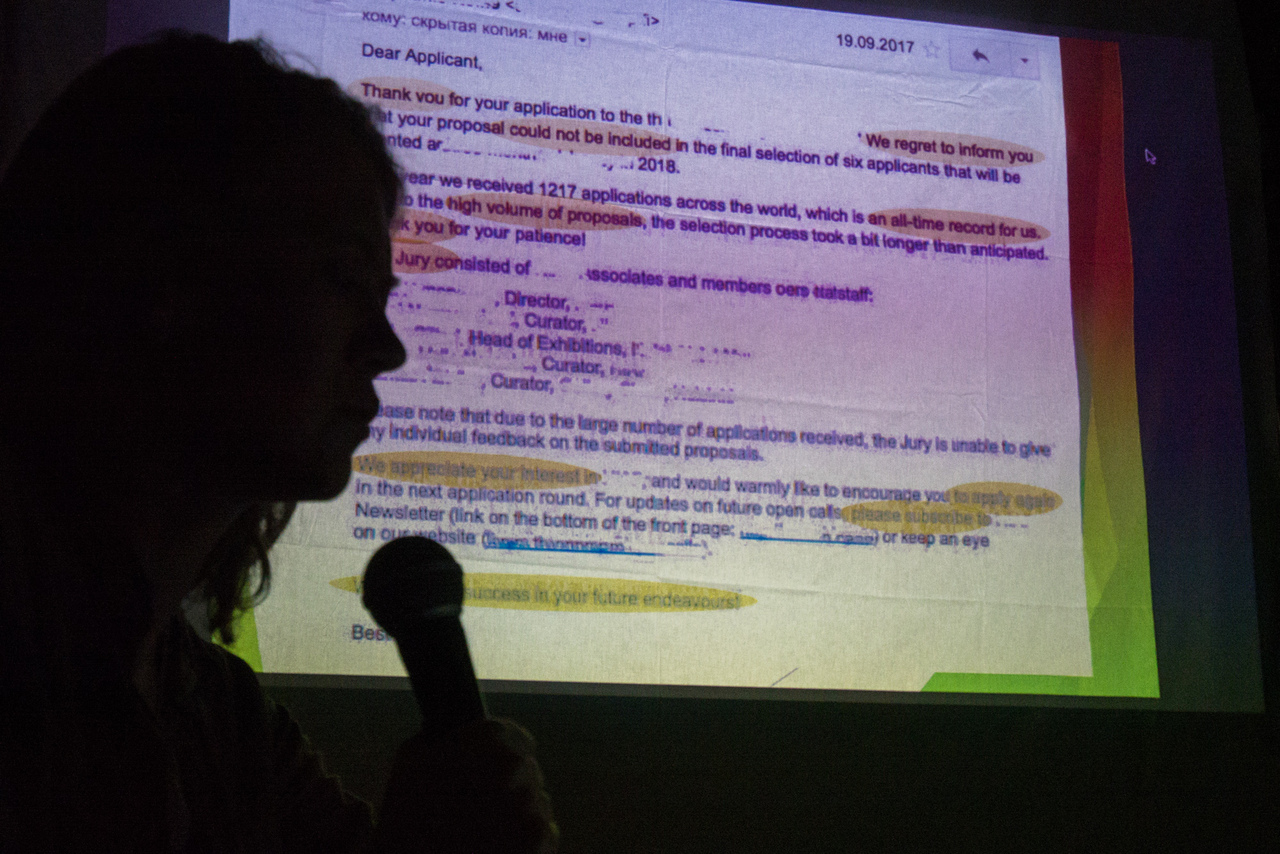 хому: скрытая копия: мне
19.09.2017
Dear Applicant,
Thank you for your application to the
We regret to inform you
your proposal could not be included in the final selection of six applicants that will be
2018.
year we received 1217 applications across the world, which is an all-time record for us.
the high volume of proposals, the selection process took a bit longer than anticipated.
you for your patience!
Jury consisted of associates and members
, Director,
, Curator,
Head of Exhibitions,
Curator,
, Curator,
ease note that due to the large number of applications received, the Jury is unable to give
ny individual feedback on the submitted proposals.
We appreciate your interest in and would warmly like to encourage you to apply again
in the next application round. For updates on future open calls, please subscribe to
Newsletter (link on the bottom of the front page: ) or keep an eye
on our website
success in your future endeavours!
Bes